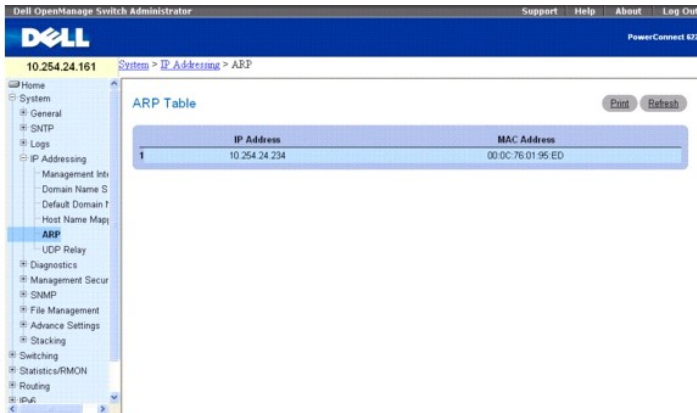 Dell OpenManage Switch Administrator Support Help About Log Out
DELL
PowerConnect 622
10.254.24.161
System > IP Addressing > ARP
Home
System
General
SNTP
Logs
IP Addressing
Management Inte
Domain Name S
Default Domain N
Host Name Mapp
ARP
UDP Relay
Diagnostics
Management Secur
SNMP
File Management
Advance Settings
Stacking
Switching
Statistics/RMON
Routing
IPv6
ARP Table
Print Refresh
IP Address MAC Address
1 10.254.24.234 00:0C:76:01:95:ED